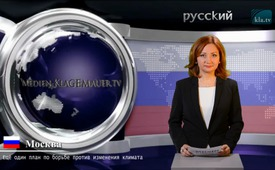 русский
kla.tv
MEDIEN-KLAGEMAUER.TV
Москва
ещё один план по борьбе против изменения климата